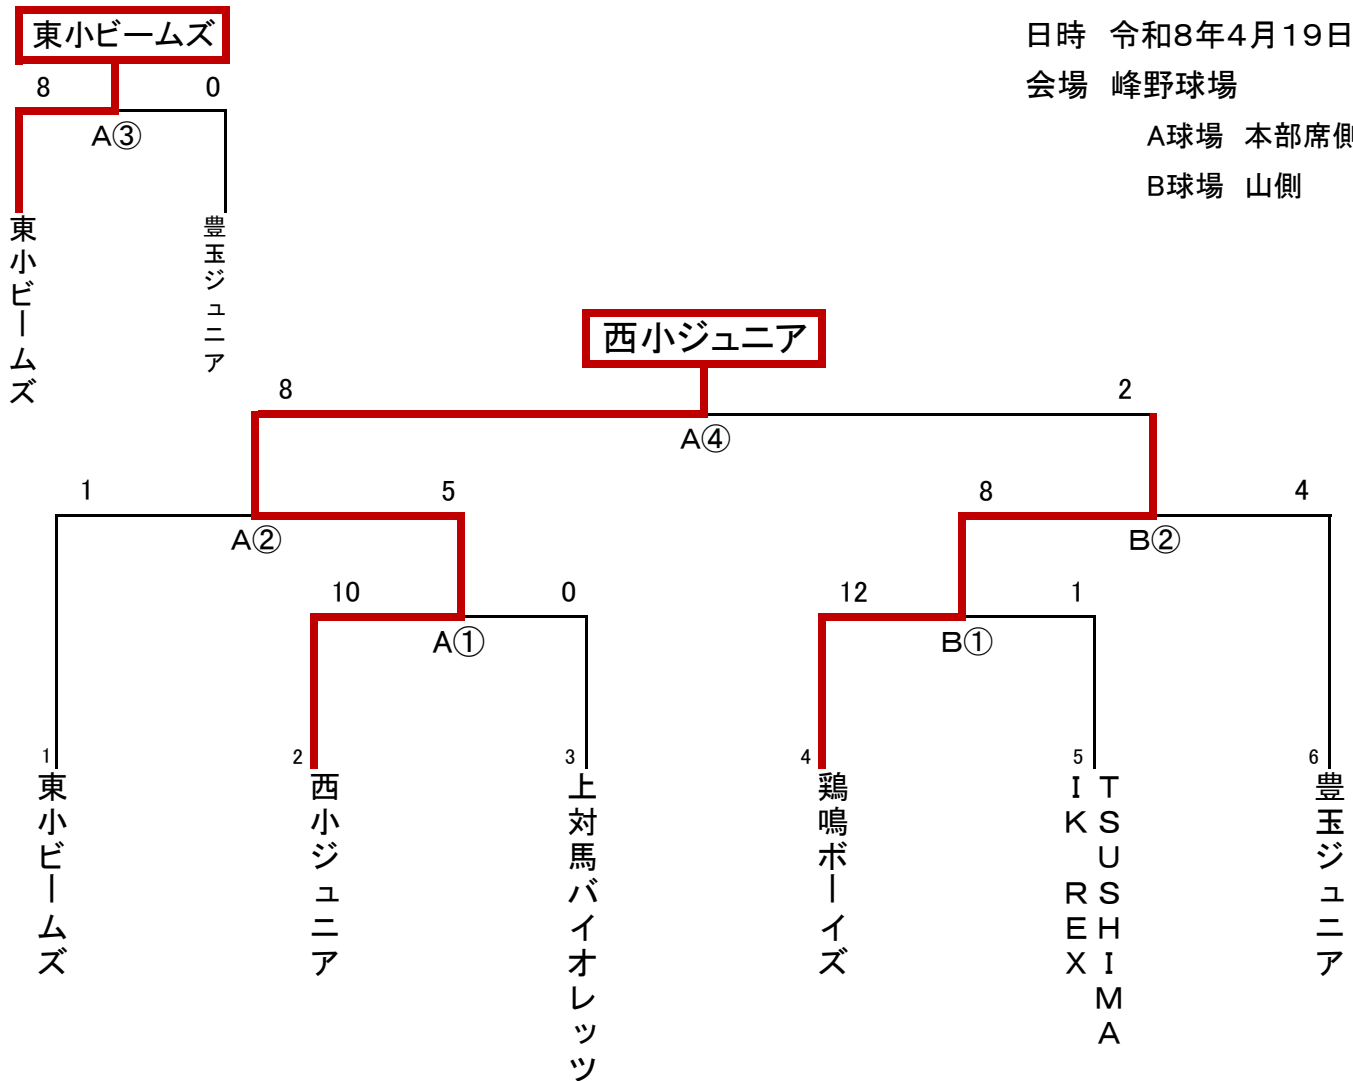 東小ビームズ
日時 令和8年4月19日
会場 峰野球場
A球場 本部席側
B球場 山側
8
0
A③
東小ビームズ
豊玉ジュニア
西小ジュニア
8
2
A④
1
5
8
4
A②
B②
10
0
12
1
A①
B①
1
2
3
4
5
6
東小ビームズ
西小ジュニア
上対馬バイオレッツ
鶏鳴ボーイズ
TSUSHIMA
IK REX
豊玉ジュニア